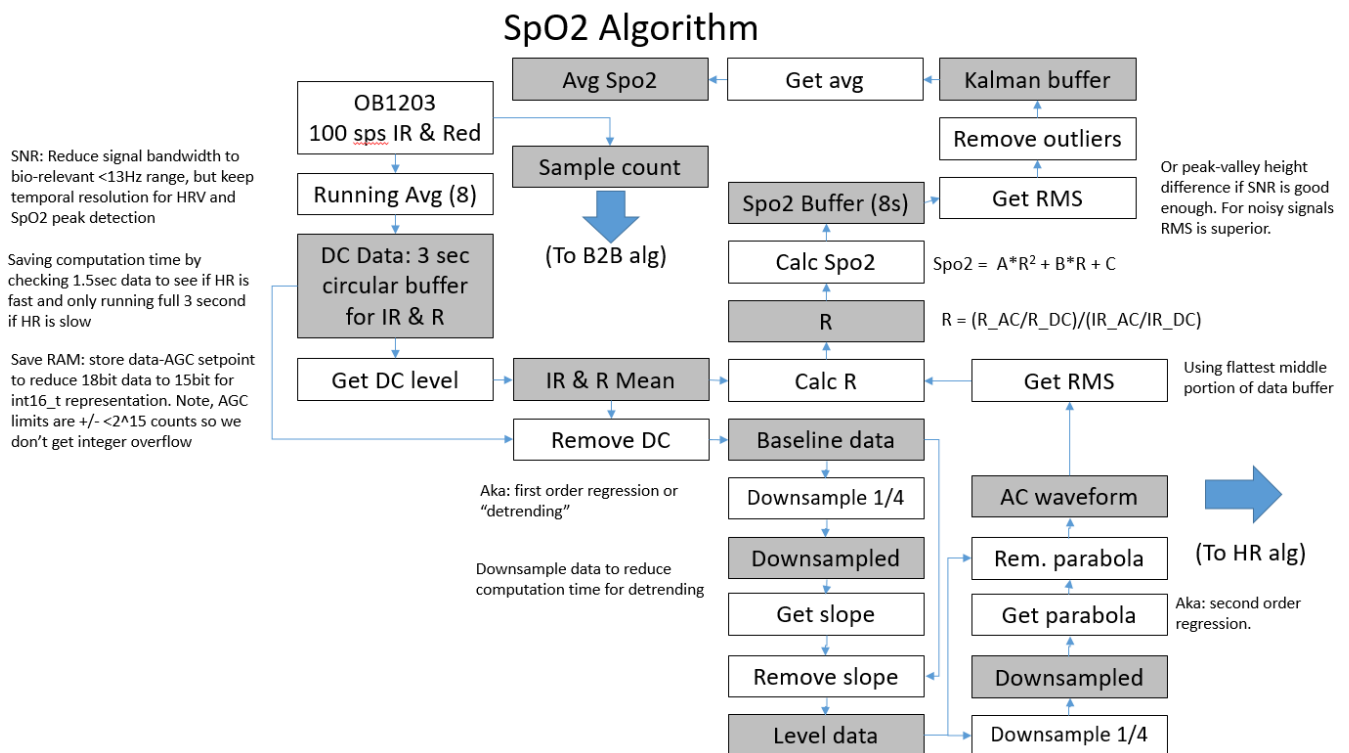 SpO2 Algorithm
Avg Spo2
Get avg
Kalman buffer
OB1203
100 sps IR & Red
Remove outliers
SNR: Reduce signal bandwidth to
bio-relevant <13Hz range, but keep
temporal resolution for HRV and
SpO2 peak detection
Sample count
Or peak-valley height
difference if SNR is good
enough. For noisy signals
RMS is superior.
Running Avg (8)
Spo2 Buffer (8s)
Get RMS
(To B2B alg)
DC Data: 3 sec
circular buffer
for IR & R
Saving computation time by
checking 1.5sec data to see if HR is
fast and only running full 3 second
if HR is slow
Calc Spo2
Spo2 =  A*R² + B*R + C
R
R = (R_AC/R_DC)/(IR_AC/IR_DC)
Save RAM: store data-AGC setpoint
to reduce 18bit data to 15bit for
int16_t representation. Note, AGC
limits are +/- <2^15 counts so we
don't get integer overflow
Get DC level
IR & R Mean
Calc R
Get RMS
Using flattest middle
portion of data buffer
Remove DC
Baseline data
Aka: first order regression or
"detrending"
Downsample 1/4
AC waveform
(To HR alg)
Downsampled
Rem. parabola
Downsample data to reduce
computation time for detrending
Get slope
Get parabola
Aka: second order
regression.
Remove slope
Downsampled
Level data
Downsample 1/4